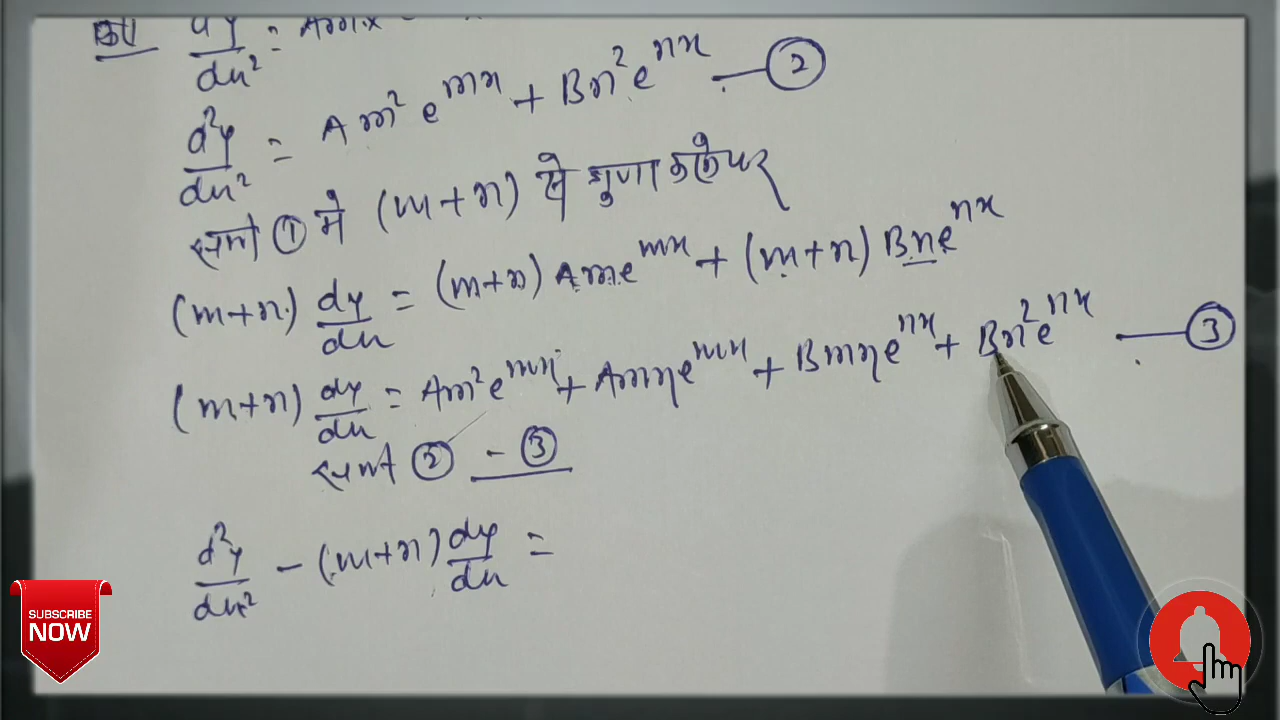 d²y/dx² = Am² e^mx + Bn² e^nx —②
समी ① में (m+n) से गुणा करने पर
(m+n) dy/dx = (m+n) Ame^mx + (m+n) Bne^nx
(m+n) dy/dx = Am²e^mx + Amne^mx + Bmne^nx + Bn²e^nx —③
समी ② - ③
d²y/dx² - (m+n) dy/dx =
SUBSCRIBE
NOW